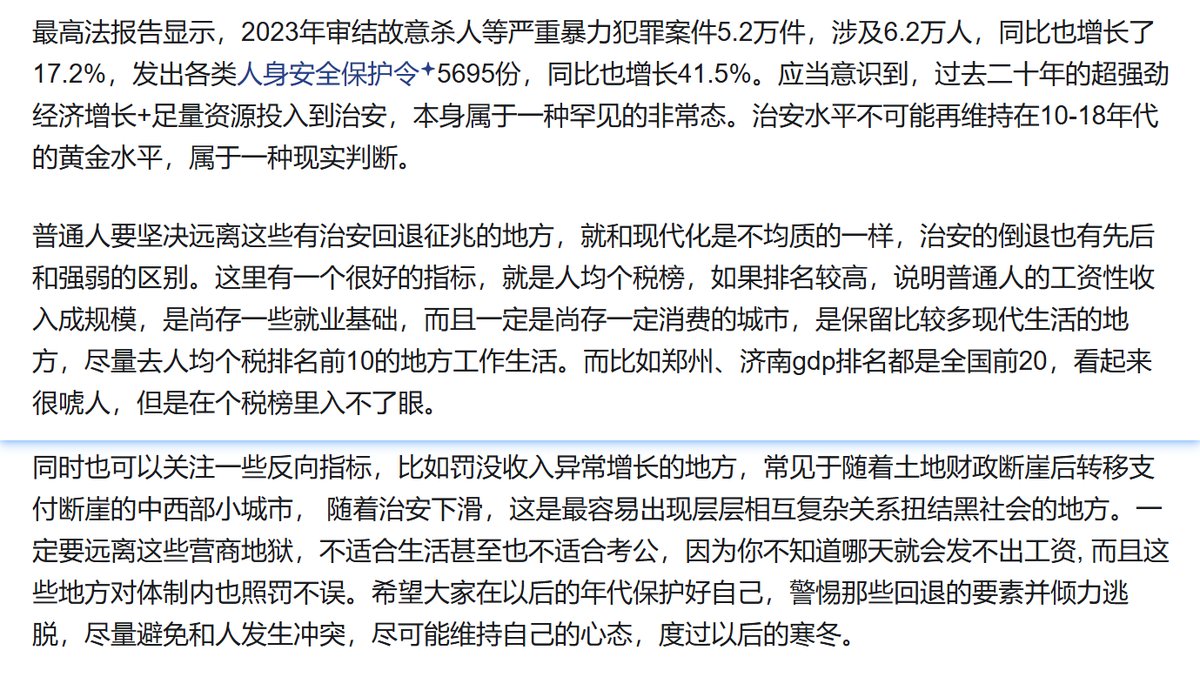 最高法报告显示，2023年审结故意杀人等严重暴力犯罪案件5.2万件，涉及6.2万人，同比也增长了
17.2%，发出各类人身安全保护令5695份，同比也增长41.5%。应当意识到，过去二十年的超强劲
经济增长+足量资源投入到治安，本身属于一种罕见的非常态。治安水平不可能再维持在10-18年代
的黄金水平，属于一种现实判断。
普通人要坚决远离这些有治安回退征兆的地方，就和现代化是不均质的一样，治安的倒退也有先后
和强弱的区别。这里有一个很好的指标，就是人均个税榜，如果排名较高，说明普通人的工资性收
入成规模，是尚存一些就业基础，而且一定是尚存一定消费的城市，是保留比较多现代生活的地
方，尽量去人均个税排名前10的地方工作生活。而比如郑州、济南gdp排名都是全国前20，看起来
很唬人，但是在个税榜里入不了眼。
同时也可以关注一些反向指标，比如罚没收入异常增长的地方，常见于随着土地财政断崖后转移支
付断崖的中西部小城市， 随着治安下滑，这是最容易出现层层相互复杂关系扭结黑社会的地方。一
定要远离这些营商地狱，不适合生活甚至也不适合考公，因为你不知道哪天就会发不出工资, 而且这
些地方对体制内也照罚不误。希望大家在以后的年代保护好自己，警惕那些回退的要素并倾力逃
脱，尽量避免和人发生冲突，尽可能维持自己的心态，度过以后的寒冬。